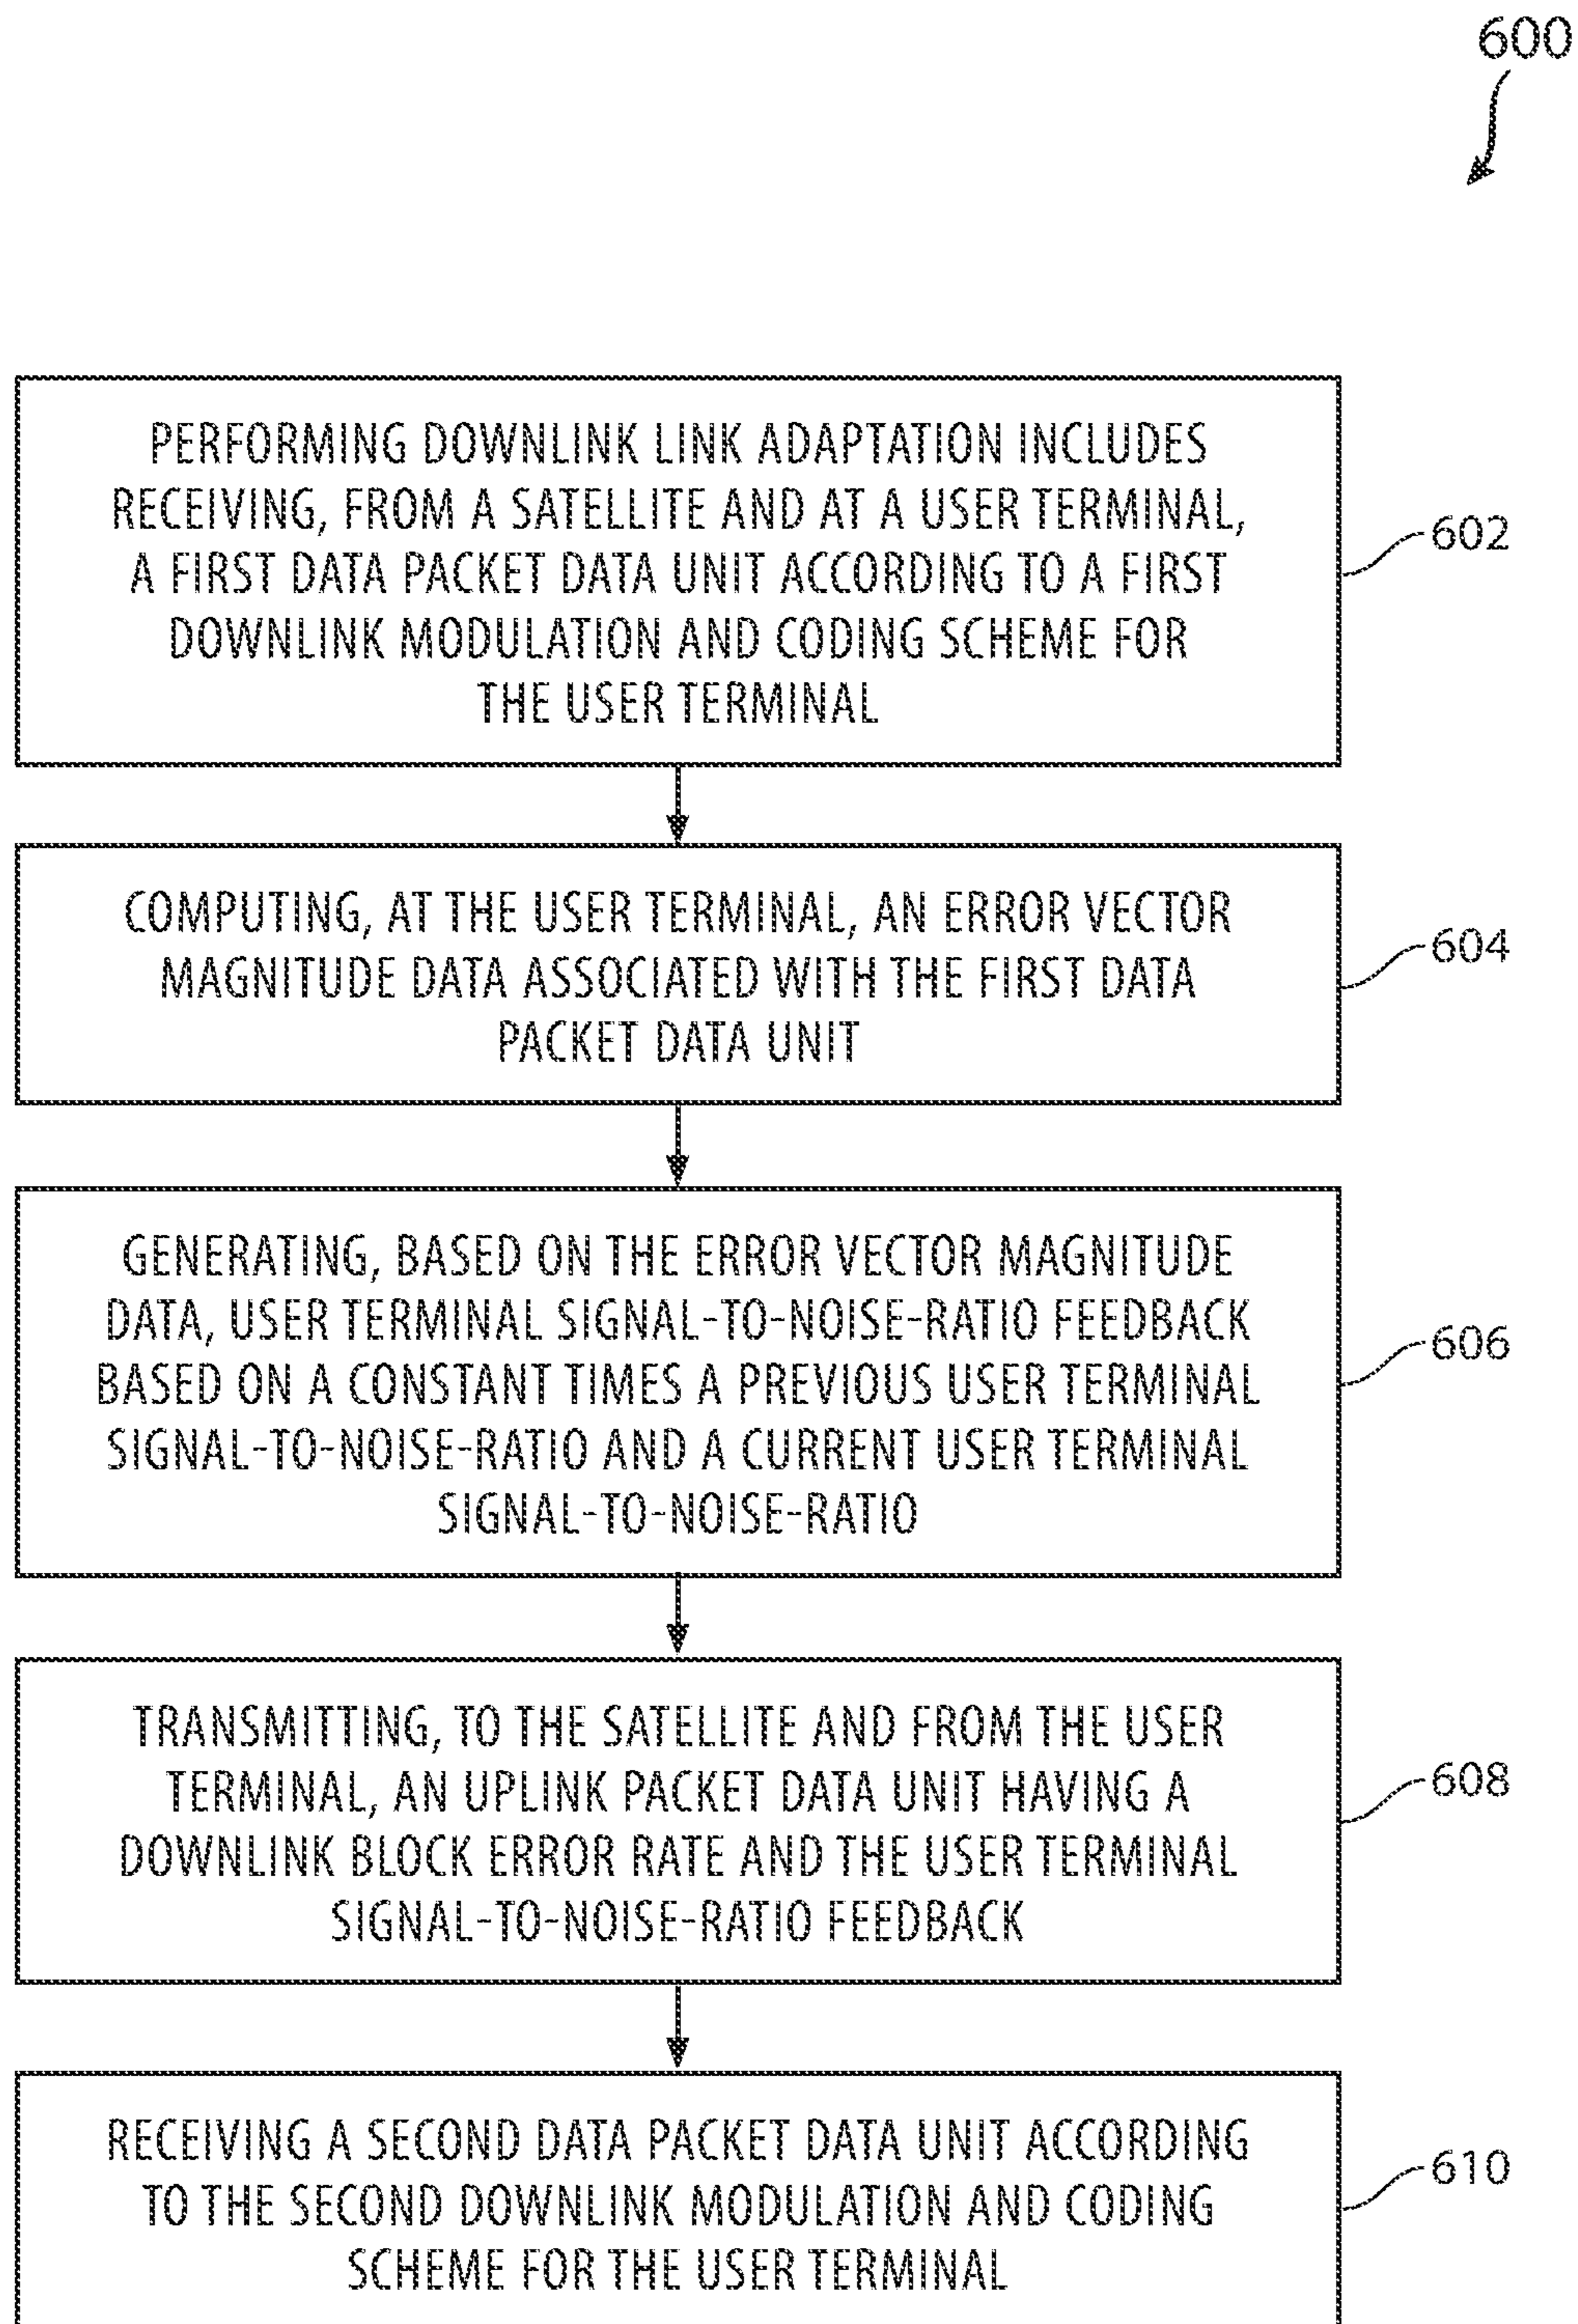 600
PERFORMING DOWNLINK LINK ADAPTATION INCLUDES
RECEIVING, FROM A SATELLITE AND AT A USER TERMINAL,
A FIRST DATA PACKET DATA UNIT ACCORDING TO A FIRST
DOWNLINK MODULATION AND CODING SCHEME FOR
THE USER TERMINAL
602
COMPUTING, AT THE USER TERMINAL, AN ERROR VECTOR
MAGNITUDE DATA ASSOCIATED WITH THE FIRST DATA
PACKET DATA UNIT
604
GENERATING, BASED ON THE ERROR VECTOR MAGNITUDE
DATA, USER TERMINAL SIGNAL-TO-NOISE-RATIO FEEDBACK
BASED ON A CONSTANT TIMES A PREVIOUS USER TERMINAL
SIGNAL-TO-NOISE-RATIO AND A CURRENT USER TERMINAL
SIGNAL-TO-NOISE-RATIO
606
TRANSMITTING, TO THE SATELLITE AND FROM THE USER
TERMINAL, AN UPLINK PACKET DATA UNIT HAVING A
DOWNLINK BLOCK ERROR RATE AND THE USER TERMINAL
SIGNAL-TO-NOISE-RATIO FEEDBACK
608
RECEIVING A SECOND DATA PACKET DATA UNIT ACCORDING
TO THE SECOND DOWNLINK MODULATION AND CODING
SCHEME FOR THE USER TERMINAL
610